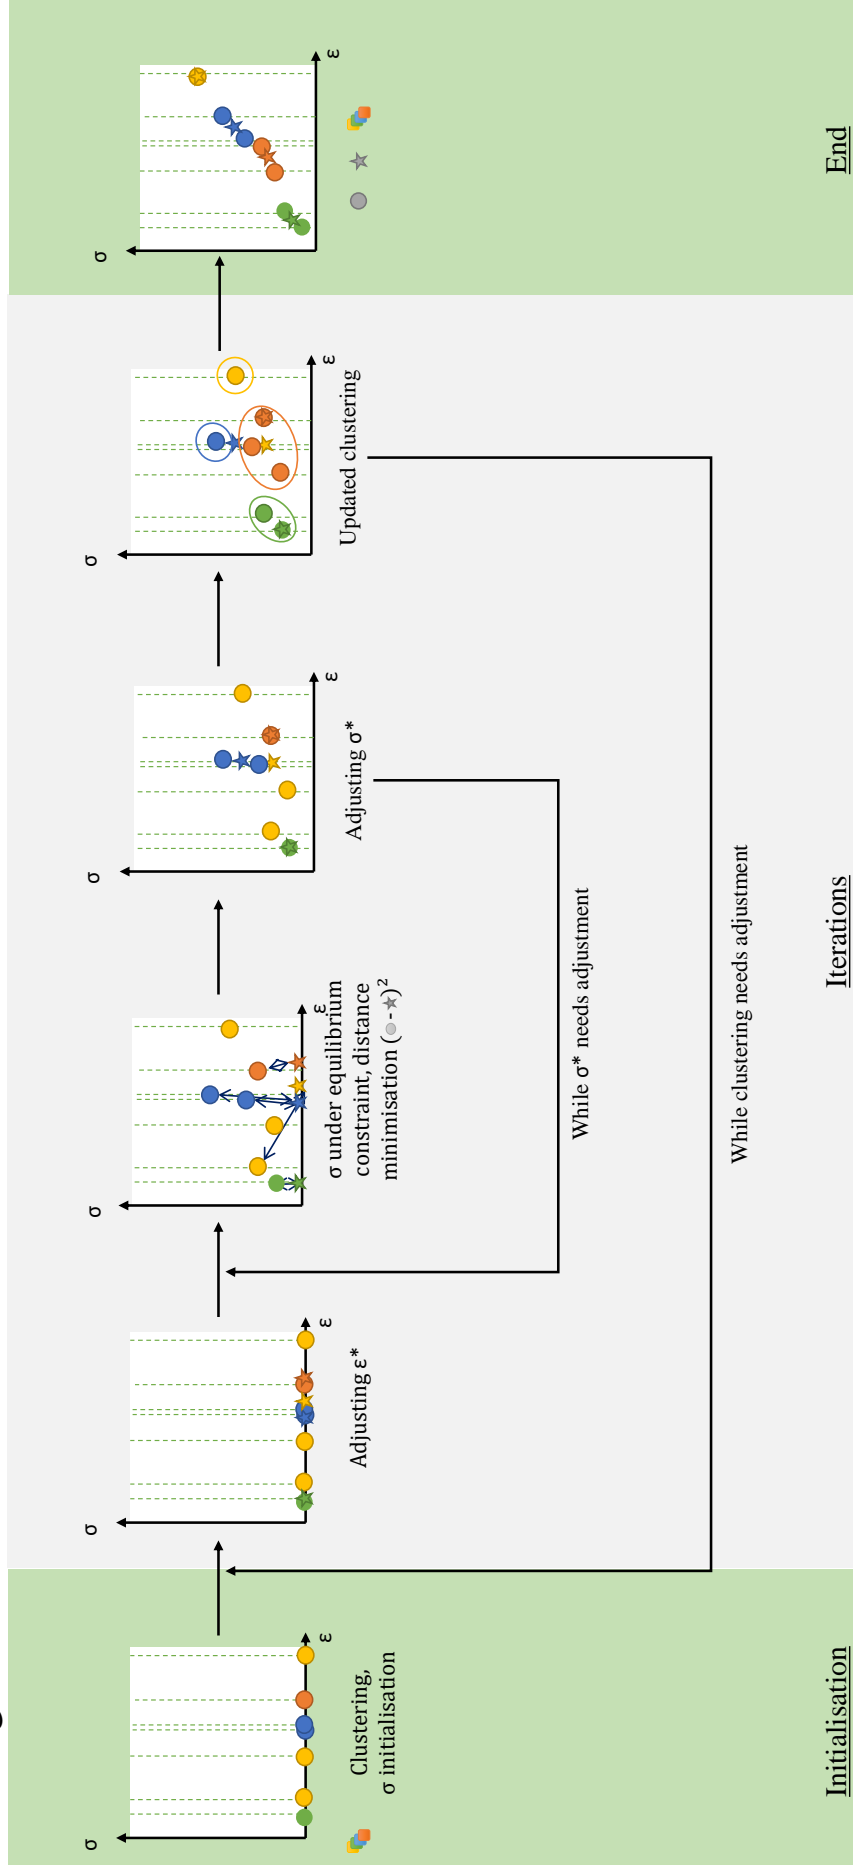 σ
ε
Clustering,
σ initialisation
Initialisation
σ
ε
Adjusting ε*
σ
ε
σ under equilibrium
constraint, distance
minimisation (●-★)²
σ
ε
Adjusting σ*
σ
ε
Updated clustering
While σ* needs adjustment
While clustering needs adjustment
Iterations
σ
ε
End